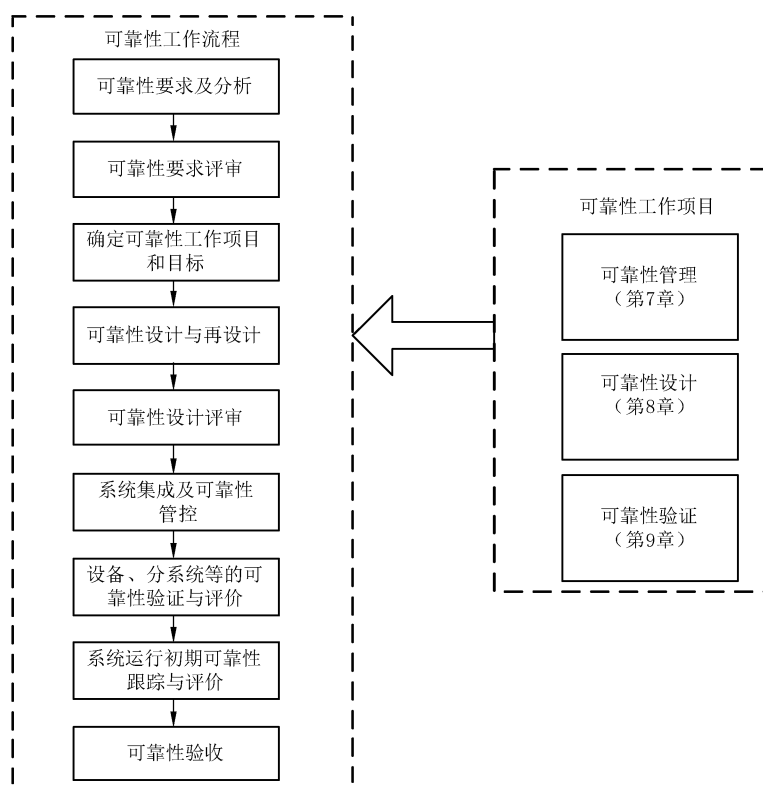 可靠性工作流程
可靠性要求及分析
可靠性要求评审
确定可靠性工作项目
和目标
可靠性设计与再设计
可靠性设计评审
系统集成及可靠性
管控
设备、分系统等的可
靠性验证与评价
系统运行初期可靠性
跟踪与评价
可靠性验收
可靠性工作项目
可靠性管理
（第7章）
可靠性设计
（第8章）
可靠性验证
（第9章）